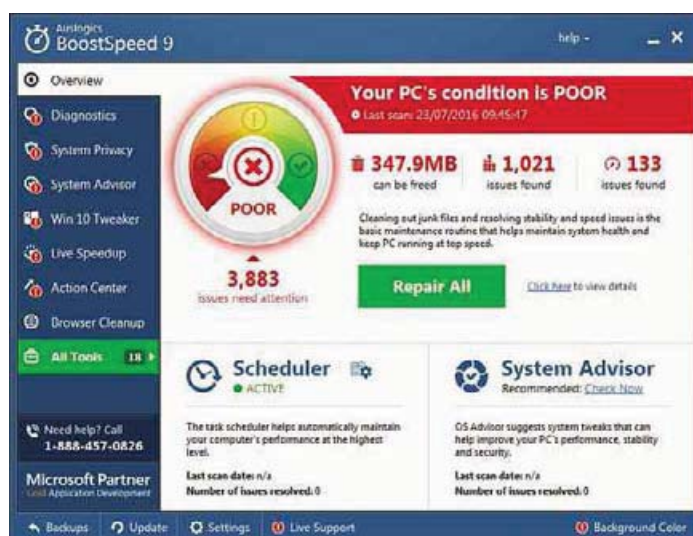 Auslogics
BoostSpeed 9
help
Overview
Diagnostics
System Privacy
System Advisor
Win 10 Tweaker
Live Speedup
Action Center
Browser Cleanup
All Tools 18
Need help? Call
1-888-457-0826
Microsoft Partner
Gold Application Development
Your PC's condition is POOR
Last scan: 23/07/2016 09:45:47
POOR
3,883
issues need attention
347.9MB
can be freed
1,021
issues found
133
issues found
Cleaning out junk files and resolving stability and speed issues is the
basic maintenance routine that helps maintain system health and
keep PC running at top speed.
Repair All
Click here to view details
Scheduler
ACTIVE
The task scheduler helps automatically maintain
your computer's performance at the highest
level.
Last scan date: n/a
Number of issues resolved: 0
System Advisor
Recommended: Check Now
OS Advisor suggests system tweaks that can
help improve your PC's performance, stability
and security.
Last scan date: n/a
Number of issues resolved: 0
Backups Update Settings Live Support Background Color